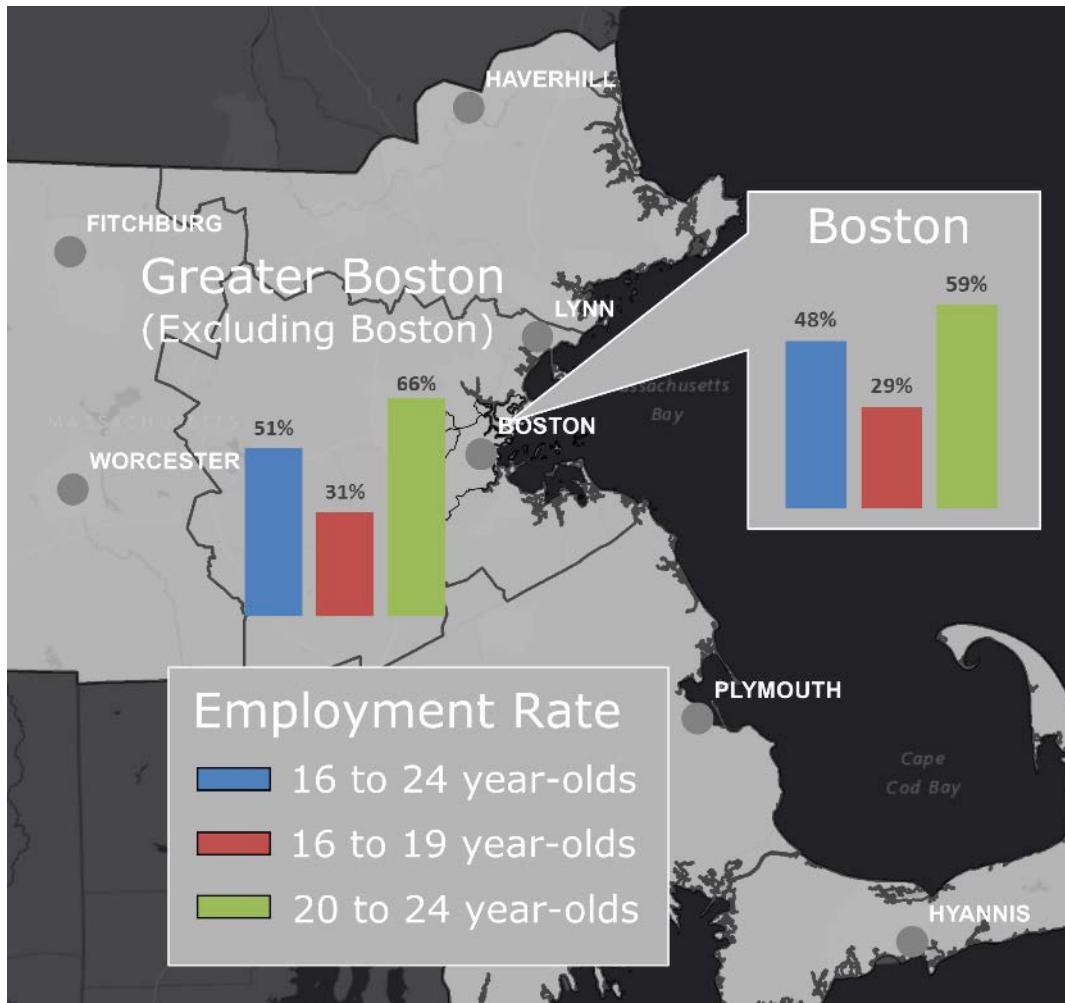 HAVERHILL
FITCHBURG
Greater Boston
(Excluding Boston)
LYNN
Boston
48%
29%
59%
Massachusetts
Bay
MASSACHUSETTS
51%
31%
66%
BOSTON
WORCESTER
Employment Rate
16 to 24 year-olds
16 to 19 year-olds
20 to 24 year-olds
PLYMOUTH
Cape
Cod Bay
HYANNIS